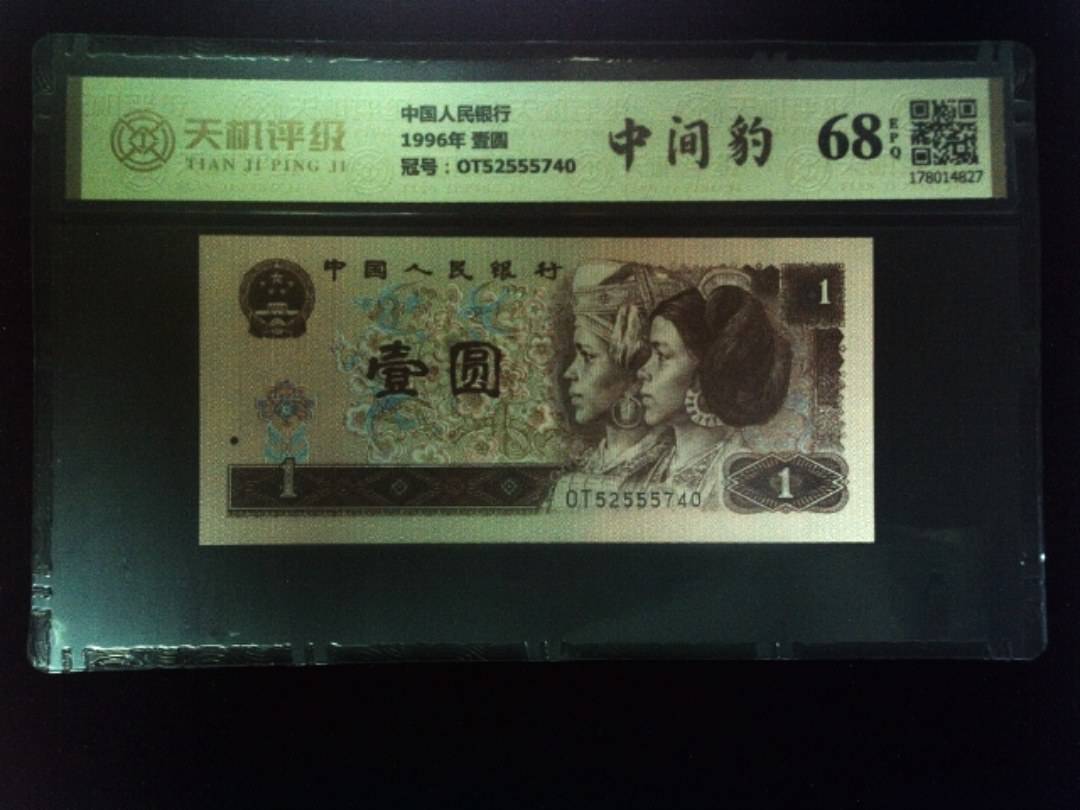 天机评级
TIAN JI PING JI
中国人民银行
1996年 壹圆
冠号：OT52555740
中间豹
68
EPQ
178014827
中国人民银行
1
壹圆
1
OT52555740
1